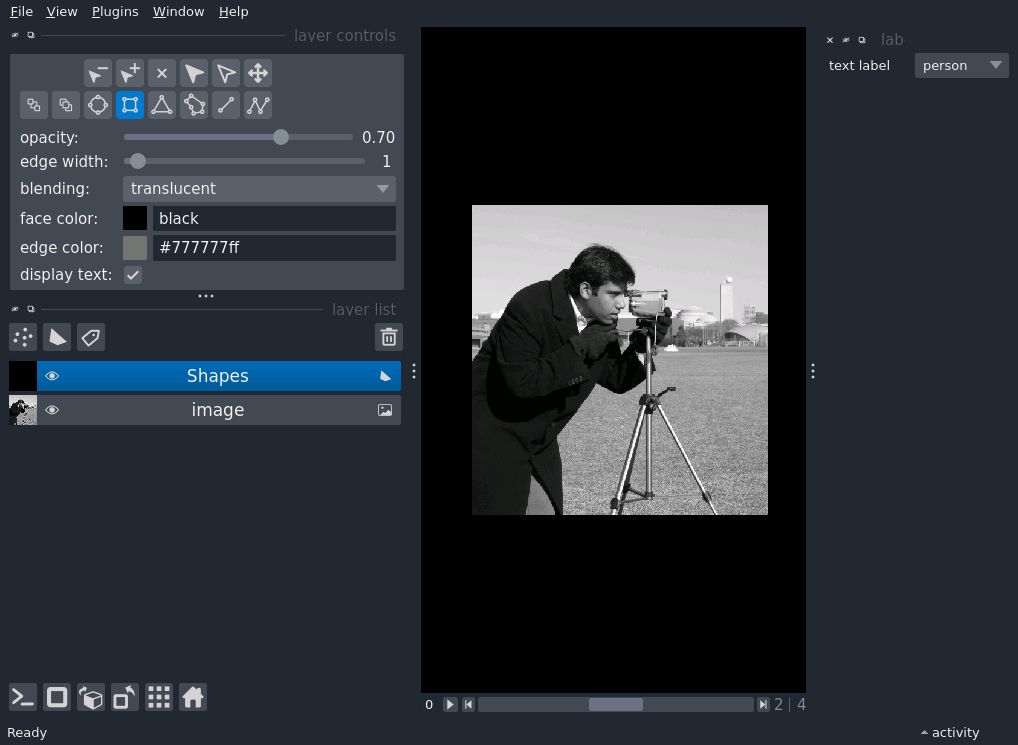 File View Plugins Window Help
layer controls
opacity: 0.70
edge width: 1
blending: translucent
face color: black
edge color: #777777ff
display text:
layer list
Shapes
image
lab
text label person
0 2 | 4
Ready
activity